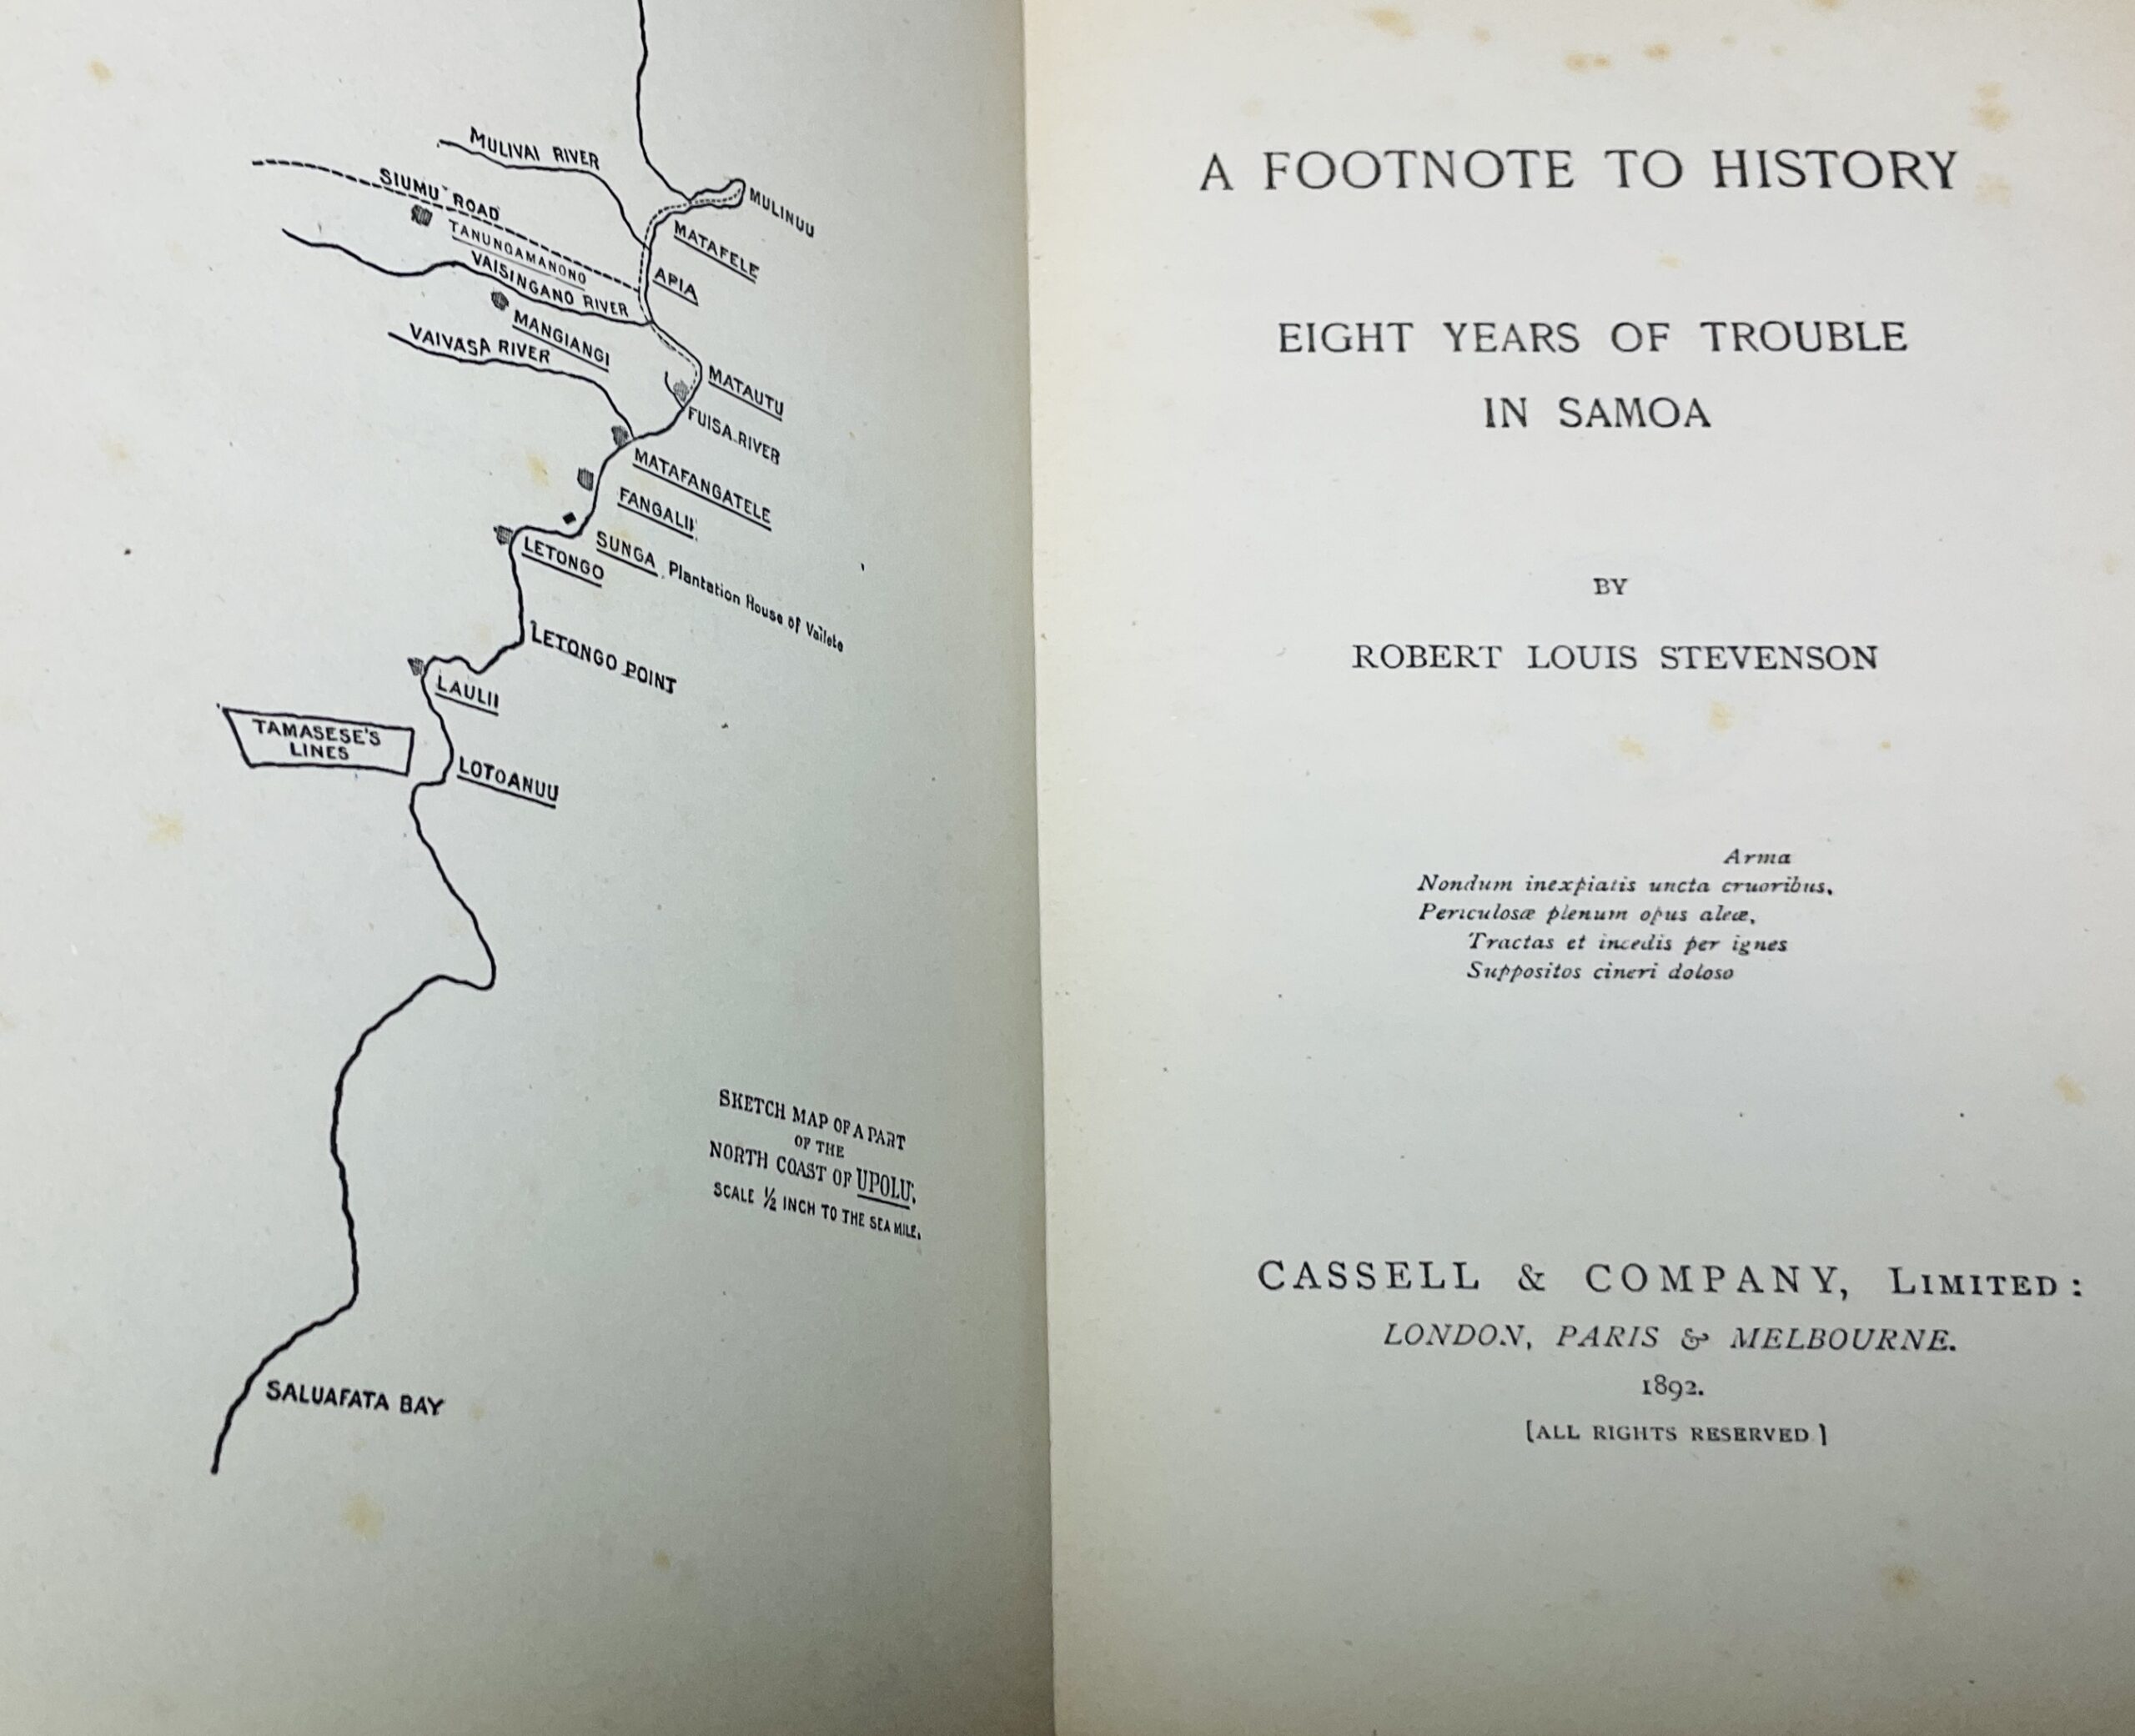 MULIVAI RIVER
SIUMU ROAD
TANUNGAMANONO
VAISINGANO RIVER
MANGIANGI
VAIVASA RIVER
MULINUU
MATAFELE
APIA
MATAUTU
FUISA RIVER
MATAFANGATELE
FANGALII
SUNGA Plantation House of Vailele
LETONGO
LETONGO POINT
LAULII
TAMASESE'S
LINES
LOTOANUU
SALUAFATA BAY
SKETCH MAP OF A PART
OF THE
NORTH COAST OF UPOLU.
SCALE ½ INCH TO THE SEA MILE.
A FOOTNOTE TO HISTORY
EIGHT YEARS OF TROUBLE
IN SAMOA
BY
ROBERT LOUIS STEVENSON
Arma
Nondum inexpiatis uncta cruoribus,
Periculosæ plenum opus aleæ,
Tractas et incedis per ignes
Suppositos cineri doloso
CASSELL & COMPANY, LIMITED:
LONDON, PARIS & MELBOURNE.
1892.
[ALL RIGHTS RESERVED]